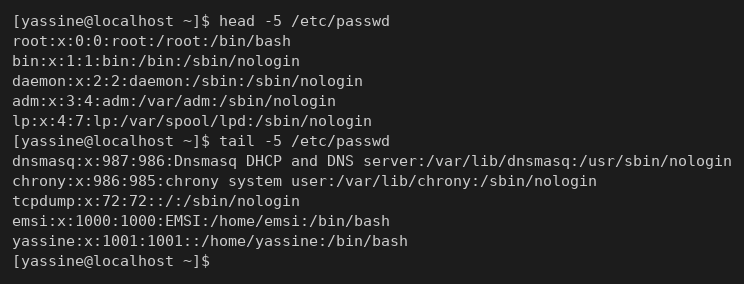 [yassine@localhost ~]$ head -5 /etc/passwd
root:x:0:0:root:/root:/bin/bash
bin:x:1:1:bin:/bin:/sbin/nologin
daemon:x:2:2:daemon:/sbin:/sbin/nologin
adm:x:3:4:adm:/var/adm:/sbin/nologin
lp:x:4:7:lp:/var/spool/lpd:/sbin/nologin
[yassine@localhost ~]$ tail -5 /etc/passwd
dnsmasq:x:987:986:Dnsmasq DHCP and DNS server:/var/lib/dnsmasq:/usr/sbin/nologin
chrony:x:986:985:chrony system user:/var/lib/chrony:/sbin/nologin
tcpdump:x:72:72::/:/sbin/nologin
emsi:x:1000:1000:EMSI:/home/emsi:/bin/bash
yassine:x:1001:1001::/home/yassine:/bin/bash
[yassine@localhost ~]$